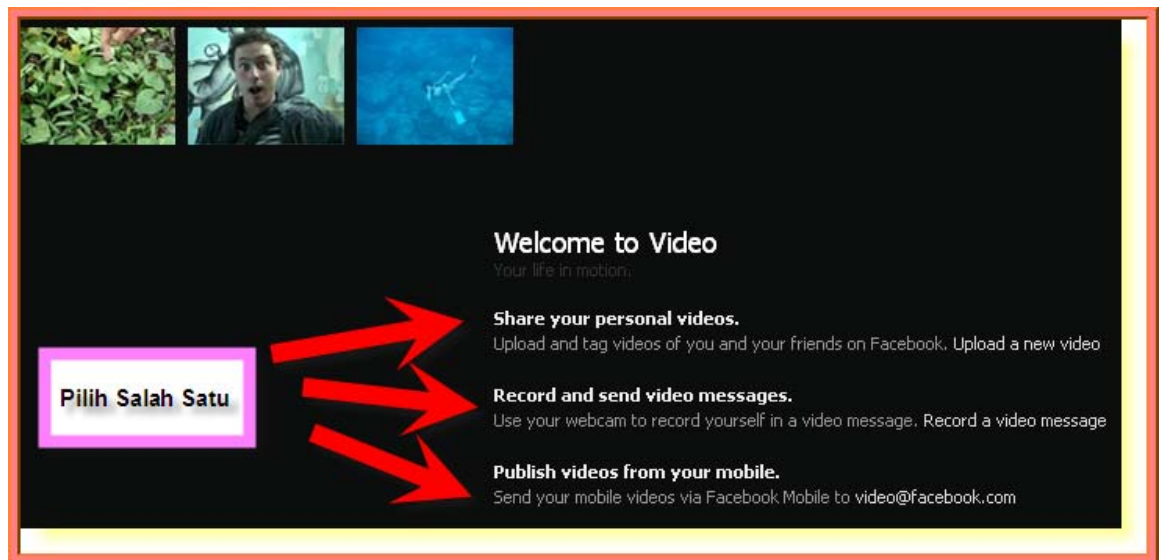 Welcome to Video
Your life in motion.
Share your personal videos.
Upload and tag videos of you and your friends on Facebook. Upload a new video
Pilih Salah Satu
Record and send video messages.
Use your webcam to record yourself in a video message. Record a video message
Publish videos from your mobile.
Send your mobile videos via Facebook Mobile to video@facebook.com